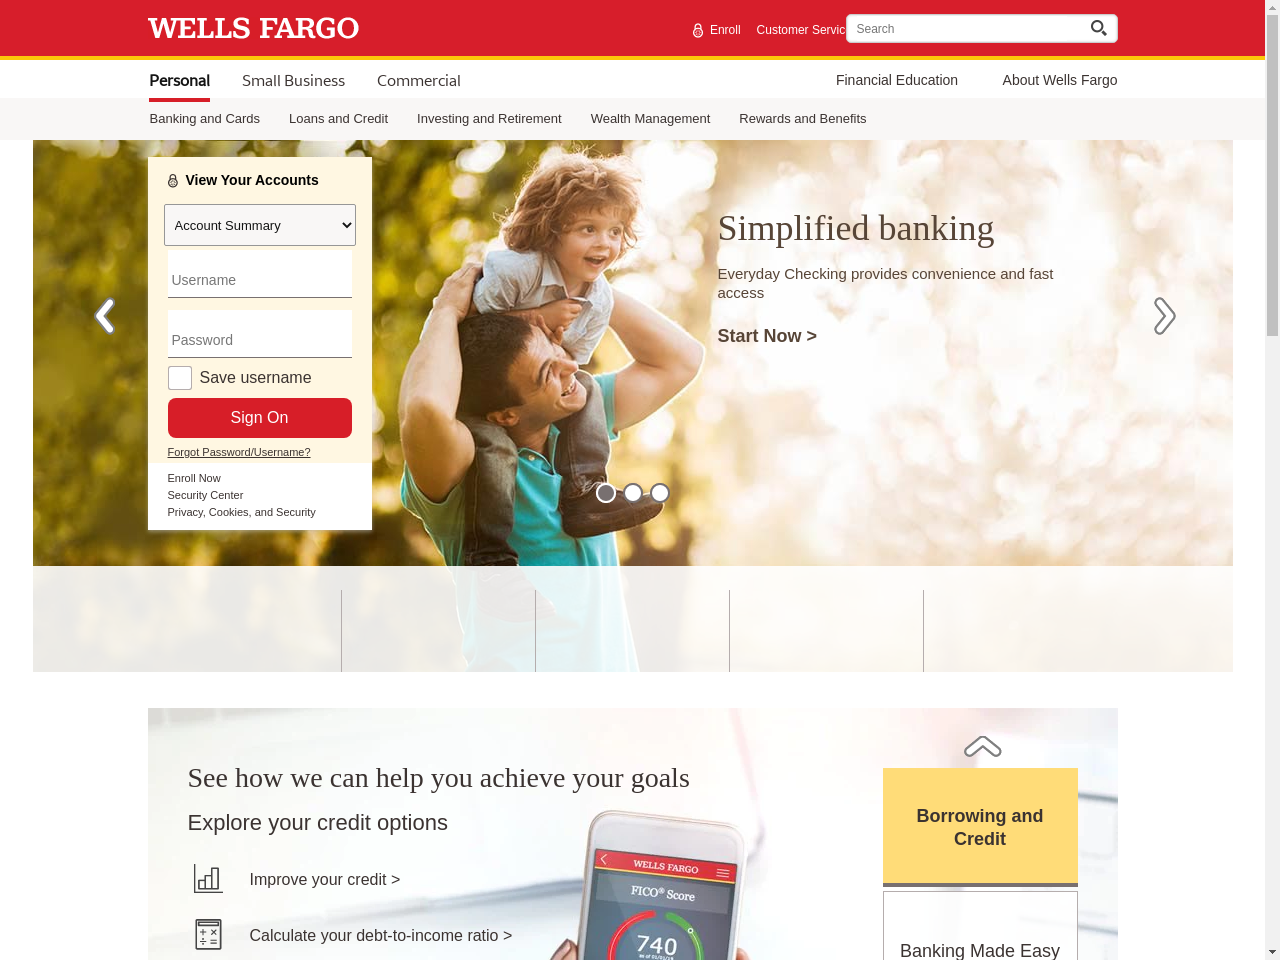 WELLS FARGO
Enroll
Customer Servic
Search
Personal
Small Business
Commercial
Financial Education
About Wells Fargo
Banking and Cards
Loans and Credit
Investing and Retirement
Wealth Management
Rewards and Benefits
View Your Accounts
Account Summary
Username
Password
Save username
Sign On
Forgot Password/Username?
Enroll Now
Security Center
Privacy, Cookies, and Security
Simplified banking
Everyday Checking provides convenience and fast
access
Start Now >
See how we can help you achieve your goals
Explore your credit options
Improve your credit >
Calculate your debt-to-income ratio >
WELLS FARGO
FICO® Score
740
as of 01/01/18
Borrowing and
Credit
Banking Made Easy